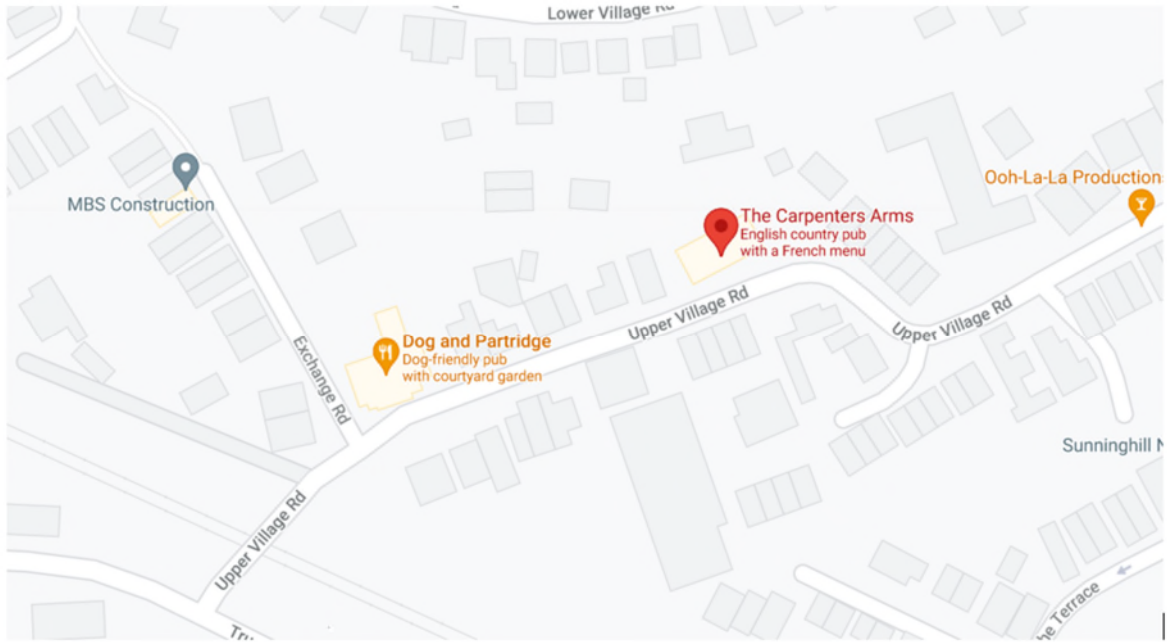 Lower Village Rd
Ooh-La-La Production
MBS Construction
The Carpenters Arms
English country pub
with a French menu
Upper Village Rd
Upper Village Rd
Exchange Rd
Dog and Partridge
Dog-friendly pub
with courtyard garden
Sunninghill
Upper Village Rd
Terrace